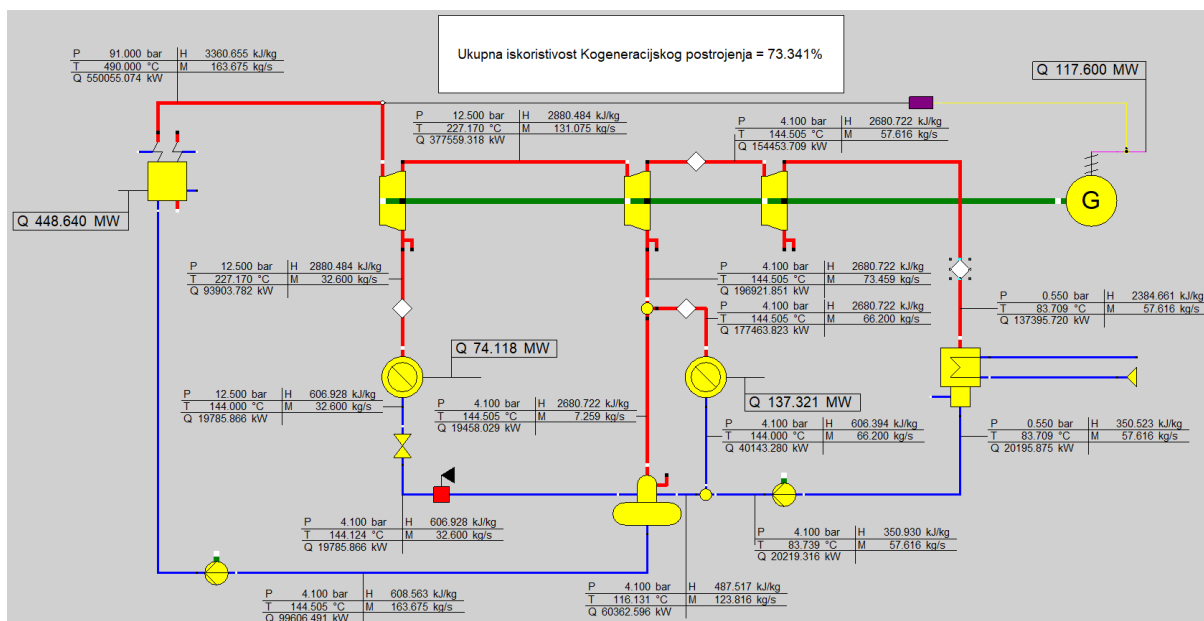 Ukupna iskoristivost Kogeneracijskog postrojenja = 73.341%
P 91.000 bar H 3360.655 kJ/kg
T 490.000 °C M 163.675 kg/s
Q 550055.074 kW
Q 117.600 MW
P 12.500 bar H 2880.484 kJ/kg
T 227.170 °C M 131.075 kg/s
Q 377559.318 kW
P 4.100 bar H 2680.722 kJ/kg
T 144.505 °C M 57.616 kg/s
Q 154453.709 kW
Q 448.640 MW
G
P 12.500 bar H 2880.484 kJ/kg
T 227.170 °C M 32.600 kg/s
Q 93903.782 kW
P 4.100 bar H 2680.722 kJ/kg
T 144.505 °C M 73.459 kg/s
Q 196921.851 kW
P 4.100 bar H 2680.722 kJ/kg
T 144.505 °C M 66.200 kg/s
Q 177463.823 kW
P 0.550 bar H 2384.661 kJ/kg
T 83.709 °C M 57.616 kg/s
Q 137395.720 kW
Q 74.118 MW
Q 137.321 MW
P 12.500 bar H 606.928 kJ/kg
T 144.000 °C M 32.600 kg/s
Q 19785.866 kW
P 4.100 bar H 2680.722 kJ/kg
T 144.505 °C M 7.259 kg/s
Q 19458.029 kW
P 4.100 bar H 606.394 kJ/kg
T 144.000 °C M 66.200 kg/s
Q 40143.280 kW
P 0.550 bar H 350.523 kJ/kg
T 83.709 °C M 57.616 kg/s
Q 20195.875 kW
P 4.100 bar H 606.928 kJ/kg
T 144.124 °C M 32.600 kg/s
Q 19785.866 kW
P 4.100 bar H 350.930 kJ/kg
T 83.739 °C M 57.616 kg/s
Q 20219.316 kW
P 4.100 bar H 608.563 kJ/kg
T 144.505 °C M 163.675 kg/s
Q 99606.491 kW
P 4.100 bar H 487.517 kJ/kg
T 116.131 °C M 123.816 kg/s
Q 60362.596 kW